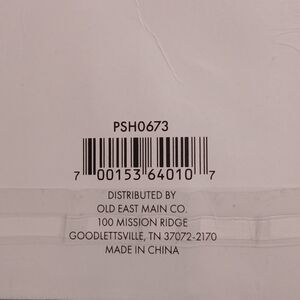 PSH0673
7 00153 64010 7
DISTRIBUTED BY
OLD EAST MAIN CO.
100 MISSION RIDGE
GOODLETTSVILLE, TN 37072-2170
MADE IN CHINA